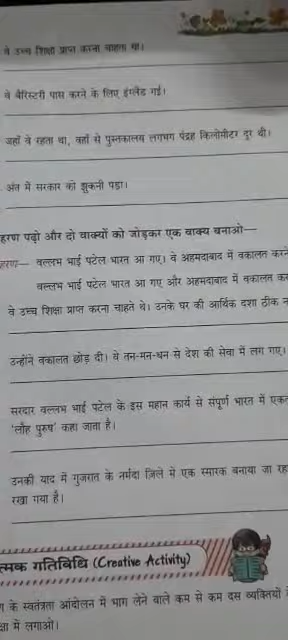 वे उच्च शिक्षा प्राप्त करना चाहता था।
वे बैरिस्टरी पास करने के लिए इंग्लैंड गई।
जहाँ वे रहता था, वहाँ से पुस्तकालय लगभग पंद्रह किलोमीटर दूर थी।
अंत में सरकार को झुकनी पड़ा।
हरण पढ़ो और दो वाक्यों को जोड़कर एक वाक्य बनाओ—
हरण— वल्लभ भाई पटेल भारत आ गए। वे अहमदाबाद में वकालत करने
वल्लभ भाई पटेल भारत आ गए और अहमदाबाद में वकालत कर
वे उच्च शिक्षा प्राप्त करना चाहते थे। उनके घर की आर्थिक दशा ठीक न
उन्होंने वकालत छोड़ दी। वे तन-मन-धन से देश की सेवा में लग गए।
सरदार वल्लभ भाई पटेल के इस महान कार्य से संपूर्ण भारत में एक
'लौह पुरुष' कहा जाता है।
उनकी याद में गुजरात के नर्मदा ज़िले में एक स्मारक बनाया जा रह
रखा गया है।
त्मक गतिविधि (Creative Activity)
के स्वतंत्रता आंदोलन में भाग लेने वाले कम से कम दस व्यक्तियों
क्षा में लगाओ।